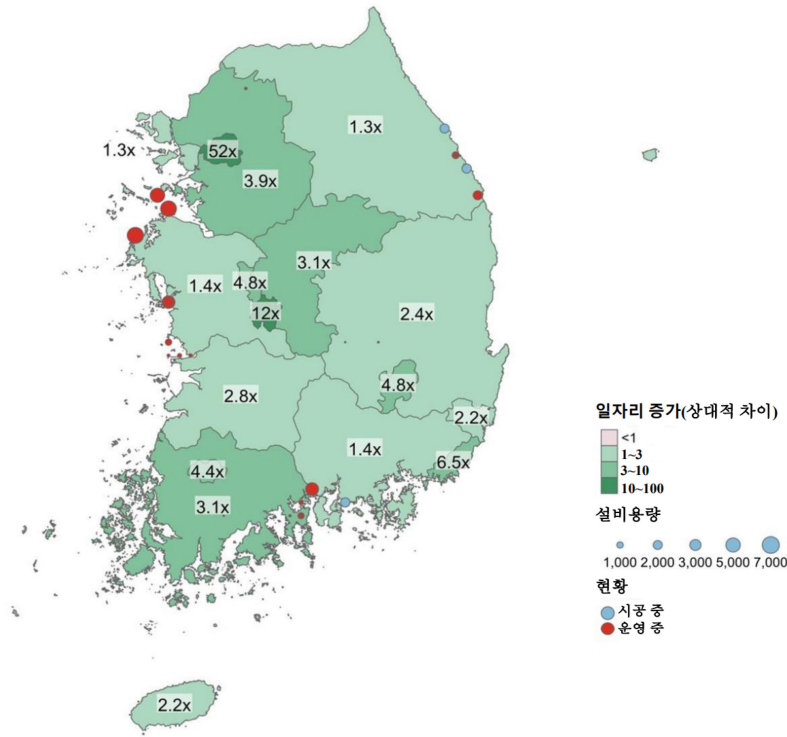 1.3x
1.3x
52x
3.9x
3.1x
1.4x
4.8x
12x
2.4x
4.8x
2.8x
2.2x
1.4x
6.5x
4.4x
3.1x
2.2x
일자리 증가(상대적 차이)
<1
1~3
3~10
10~100
설비용량
1,000 2,000 3,000 5,000 7,000
현황
시공 중
운영 중